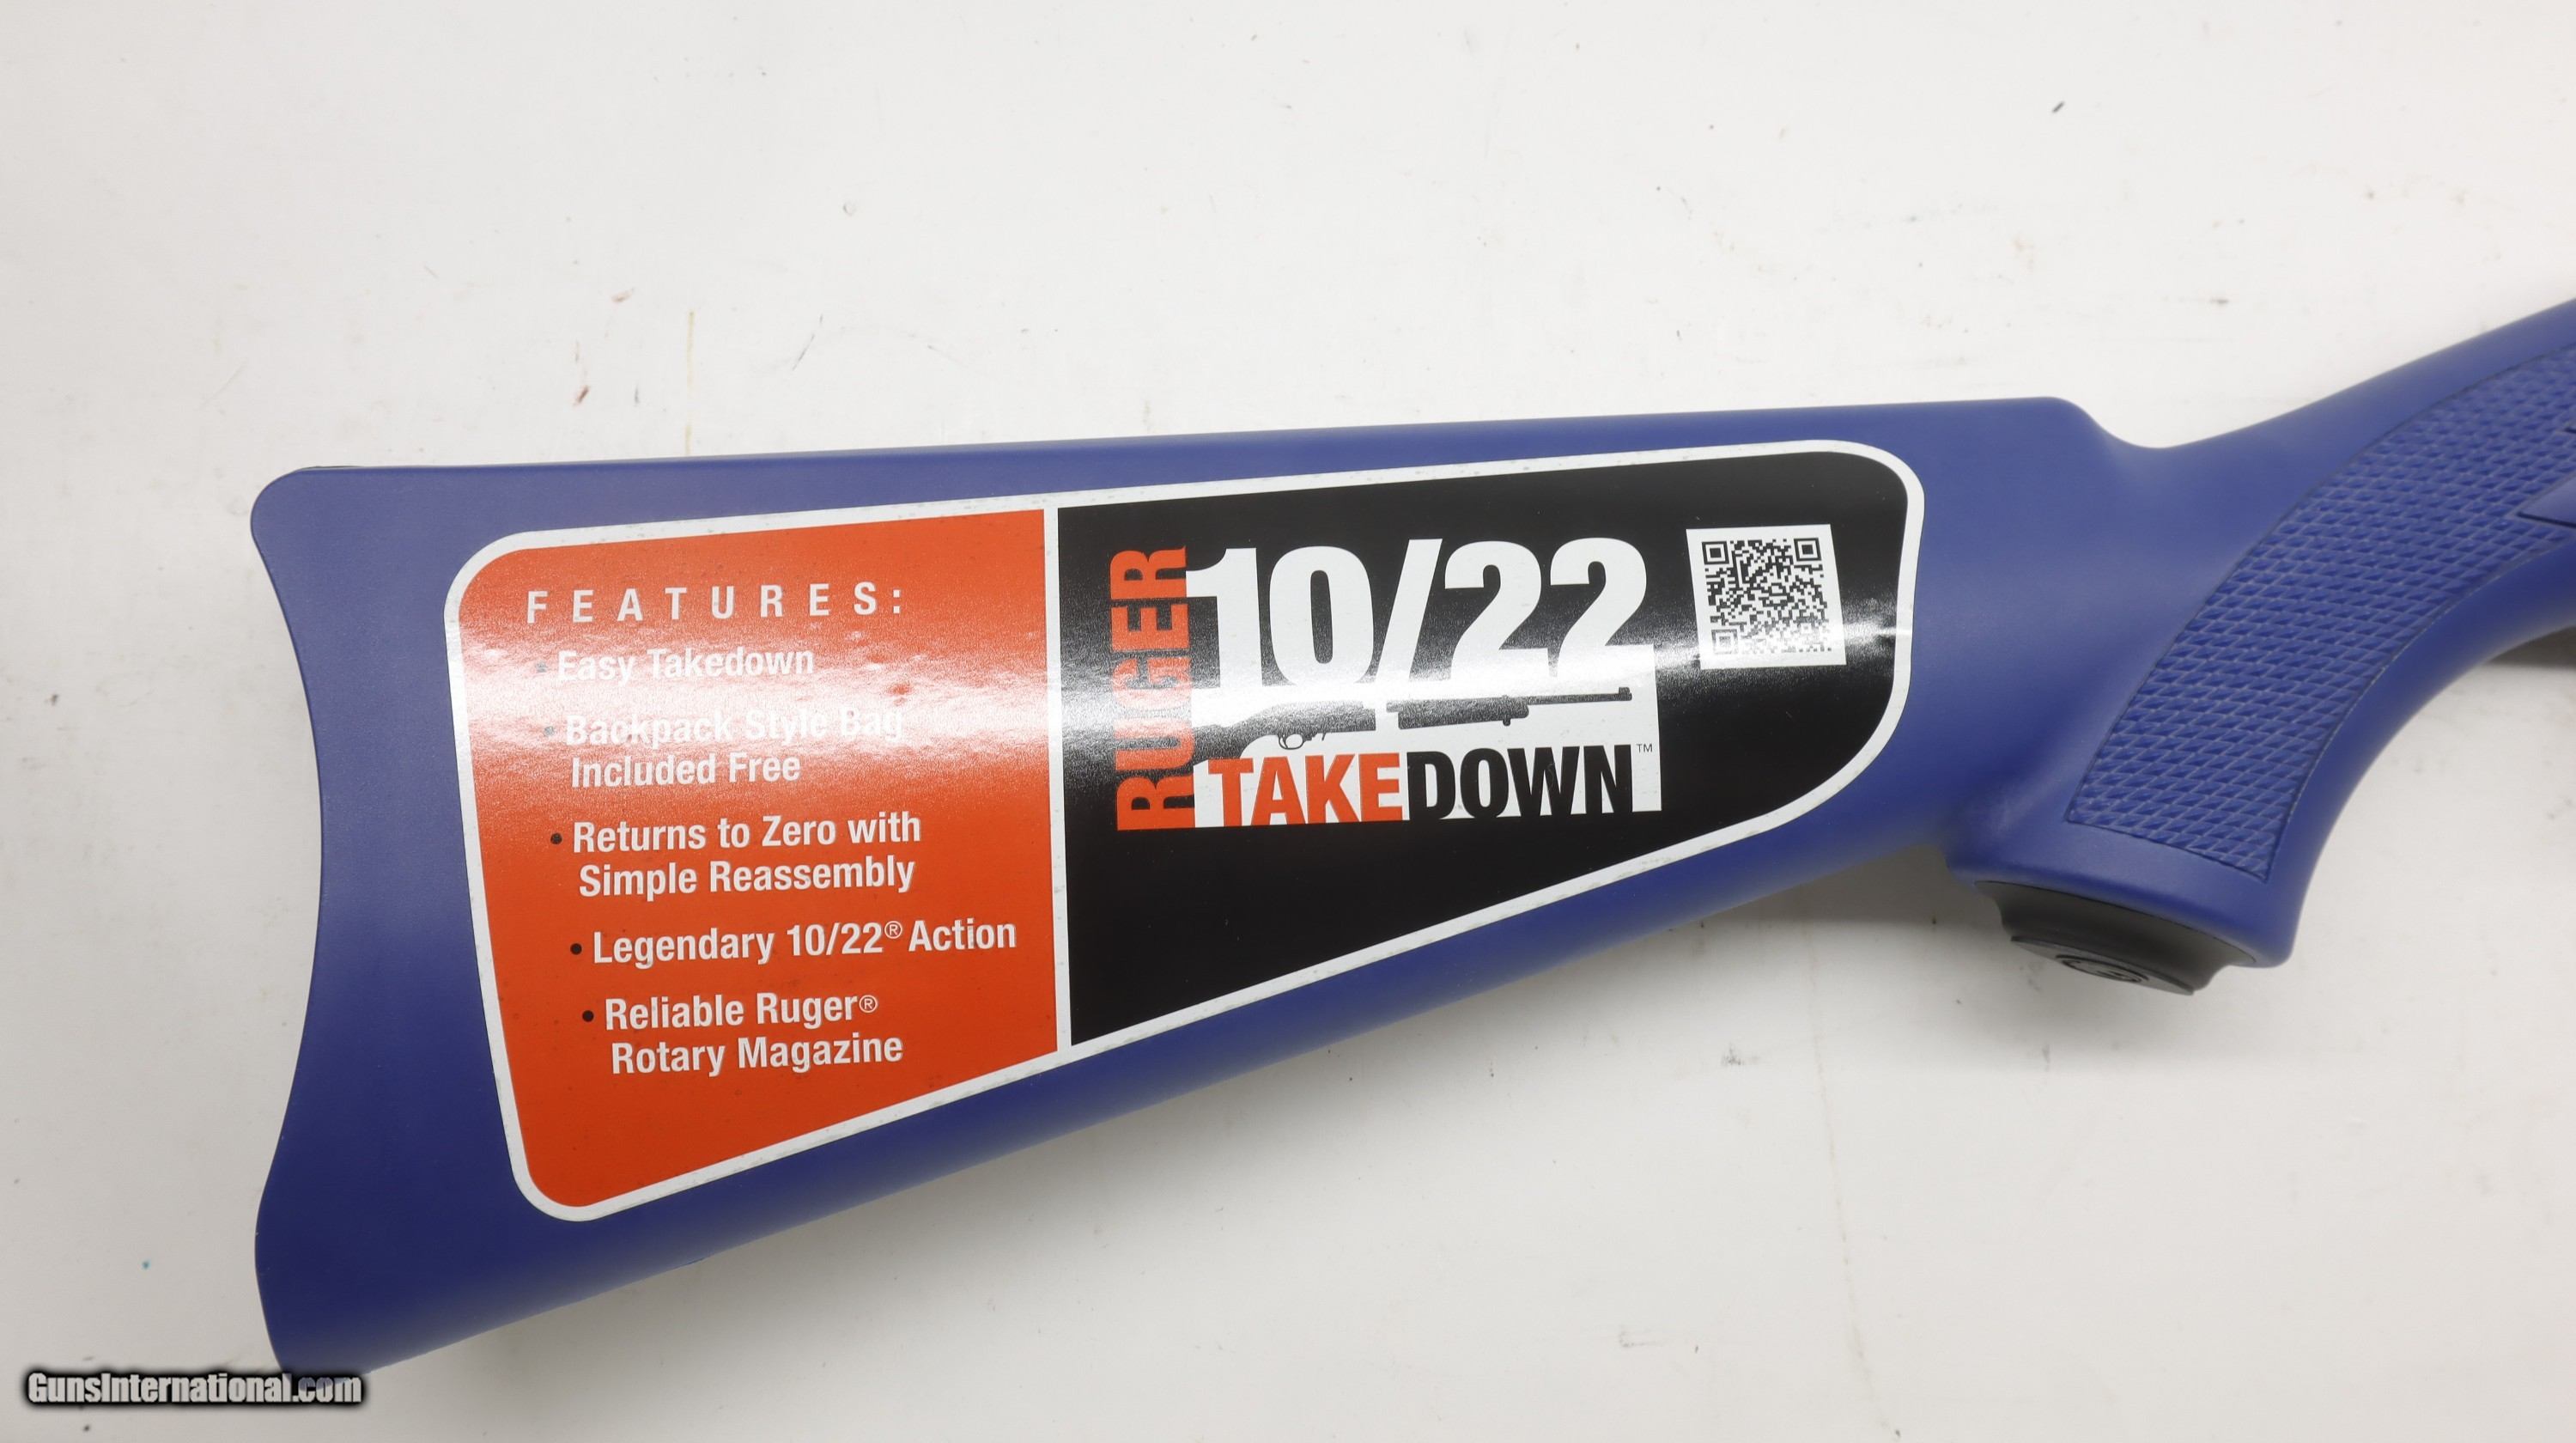 FEATURES:
• Easy Takedown
• Backpack Style Bag
Included Free
• Returns to Zero with
Simple Reassembly
• Legendary 10/22® Action
• Reliable Ruger®
Rotary Magazine
RUGER
10/22
TAKEDOWN™
GunsInternational.com